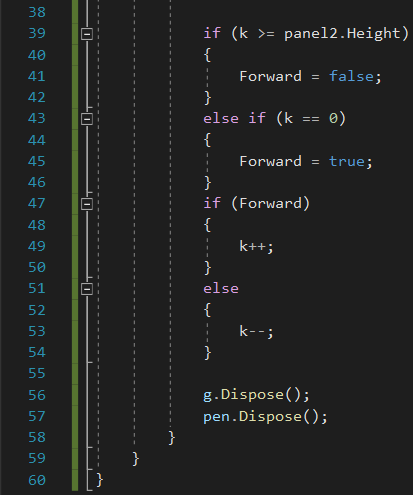 38
39 if (k >= panel2.Height)
40 {
41 Forward = false;
42 }
43 else if (k == 0)
44 {
45 Forward = true;
46 }
47 if (Forward)
48 {
49 k++;
50 }
51 else
52 {
53 k--;
54 }
55
56 g.Dispose();
57 pen.Dispose();
58 }
59 }
60 }